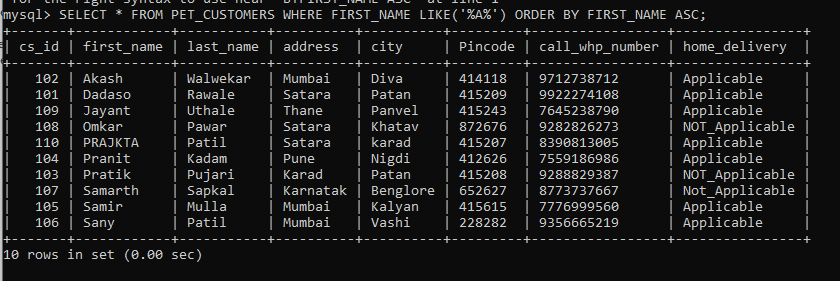 for the right syntax to use near 'BYFIRST_NAME ASC' at line 1
mysql> SELECT * FROM PET_CUSTOMERS WHERE FIRST_NAME LIKE('%A%') ORDER BY FIRST_NAME ASC;
+-------+------------+-----------+----------+----------+---------+-----------------+----------------+
| cs_id | first_name | last_name | address | city | Pincode | call_whp_number | home_delivery |
+-------+------------+-----------+----------+----------+---------+-----------------+----------------+
| 102 | Akash | Walwekar | Mumbai | Diva | 414118 | 9712738712 | Applicable |
| 101 | Dadaso | Rawale | Satara | Patan | 415209 | 9922274108 | Applicable |
| 109 | Jayant | Uthale | Thane | Panvel | 415243 | 7645238790 | Applicable |
| 108 | Omkar | Pawar | Satara | Khatav | 872676 | 9282826273 | NOT_Applicable |
| 110 | PRAJKTA | Patil | Satara | karad | 415207 | 8390813005 | Applicable |
| 104 | Pranit | Kadam | Pune | Nigdi | 412626 | 7559186986 | Applicable |
| 103 | Pratik | Pujari | Karad | Patan | 415208 | 9288829387 | NOT_Applicable |
| 107 | Samarth | Sapkal | Karnatak | Benglore | 652627 | 8773737667 | Not_Applicable |
| 105 | Samir | Mulla | Mumbai | Kalyan | 415615 | 7776999560 | Applicable |
| 106 | Sany | Patil | Mumbai | Vashi | 228282 | 9356665219 | Applicable |
+-------+------------+-----------+----------+----------+---------+-----------------+----------------+
10 rows in set (0.00 sec)